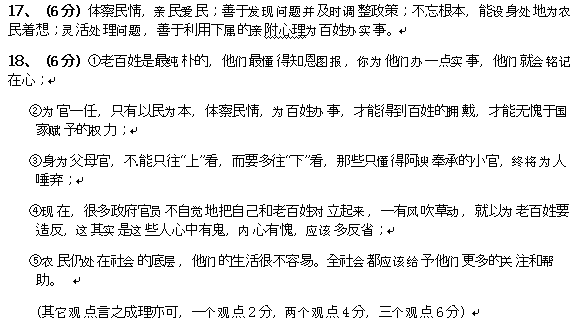 17、（6分）体察民情，亲民爱民；善于发现问题并及时调整政策；不忘根本，能设身处地为农
民着想；灵活处理问题，善于利用下属的亲附心理为百姓办实事。
18、（6分）①老百姓是最纯朴的，他们最懂得知恩图报，你为他们办一点实事，他们就会铭记
在心；
②为官一任，只有以民为本，体察民情，为百姓办事，才能得到百姓的拥戴，才能无愧于国
家赋予的权力；
③身为父母官，不能只往“上”看，而要多往“下”看，那些只懂得阿谀奉承的小官，终将为人
唾弃；
④现在，很多政府官员不自觉地把自己和老百姓对立起来，一有风吹草动，就以为老百姓要
造反，这其实是这些人心中有鬼，内心有愧，应该多反省；
⑤农民仍处在社会的底层，他们的生活很不容易。全社会都应该给予他们更多的关注和帮
助。
(其它观点言之成理亦可，一个观点2分，两个观点4分，三个观点6分)